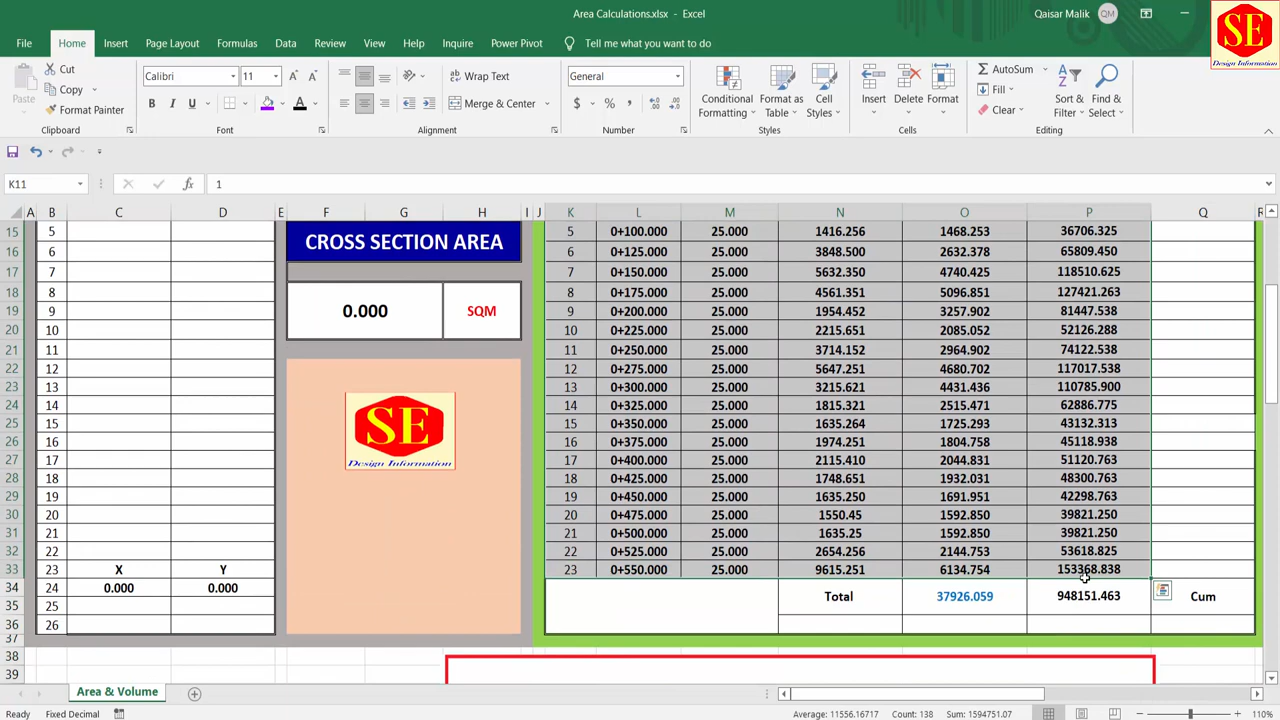 Area Calculations.xlsx - Excel
Qaisar Malik QM
SE
Design Information
File Home Insert Page Layout Formulas Data Review View Help Inquire Power Pivot Tell me what you want to do
Paste Cut Copy Format Painter
Calibri 11
B I U A
Wrap Text
Merge & Center
General
$ % ,
Conditional Formatting Format as Table Cell Styles
Insert Delete Format
AutoSum Fill Clear
Sort & Filter Find & Select
Clipboard Font Alignment Number Styles Cells Editing
K11 fx 1
A B C D E F G H I J K L M N O P Q R
15 5 CROSS SECTION AREA 5 0+100.000 25.000 1416.256 1468.253 36706.325
16 6 6 0+125.000 25.000 3848.500 2632.378 65809.450
17 7 7 0+150.000 25.000 5632.350 4740.425 118510.625
18 8 8 0+175.000 25.000 4561.351 5096.851 127421.263
19 9 0.000 SQM 9 0+200.000 25.000 1954.452 3257.902 81447.538
20 10 10 0+225.000 25.000 2215.651 2085.052 52126.288
21 11 11 0+250.000 25.000 3714.152 2964.902 74122.538
22 12 12 0+275.000 25.000 5647.251 4680.702 117017.538
23 13 13 0+300.000 25.000 3215.621 4431.436 110785.900
24 14 14 0+325.000 25.000 1815.321 2515.471 62886.775
25 15 SE 15 0+350.000 25.000 1635.264 1725.293 43132.313
26 16 16 0+375.000 25.000 1974.251 1804.758 45118.938
27 17 Design Information 17 0+400.000 25.000 2115.410 2044.831 51120.763
28 18 18 0+425.000 25.000 1748.651 1932.031 48300.763
29 19 19 0+450.000 25.000 1635.250 1691.951 42298.763
30 20 20 0+475.000 25.000 1550.45 1592.850 39821.250
31 21 21 0+500.000 25.000 1635.25 1592.850 39821.250
32 22 22 0+525.000 25.000 2654.256 2144.753 53618.825
33 23 X Y 23 0+550.000 25.000 9615.251 6134.754 153368.838
34 24 0.000 0.000 Total 37926.059 948151.463 Cum
35 25
36 26
37
38
39
Area & Volume
Ready Fixed Decimal Average: 11556.16717 Count: 138 Sum: 1594751.07 110%